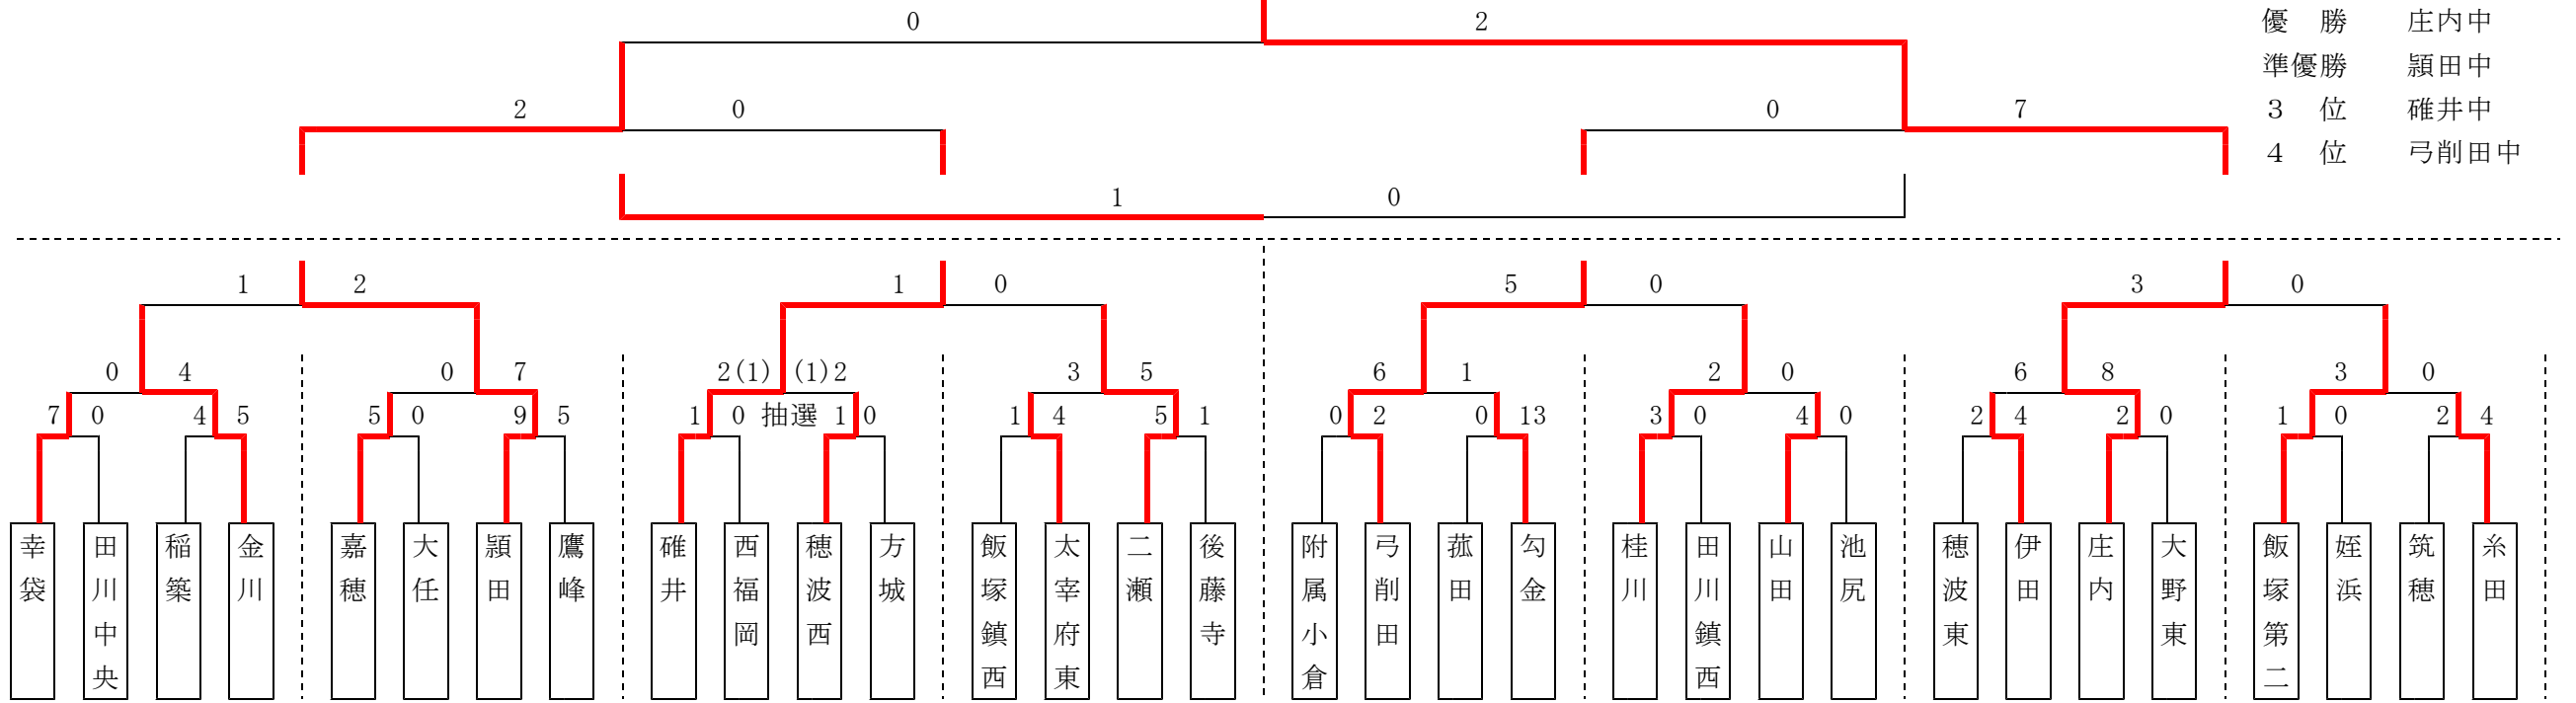 0 2
優　勝　庄内中
準優勝　頴田中
2 0 0 7
３　位　碓井中
４　位　弓削田中
1 0
1 2 1 0 5 0 3 0
0 4 0 7 2(1) (1)2 3 5 6 1 2 0 6 8 3 0
7 0 4 5 5 0 9 5 1 0 抽選 1 0 1 4 5 1 0 2 0 13 3 0 4 0 2 4 2 0 1 0 2 4
幸袋
田川中央
稲築
金川
嘉穂
大任
頴田
鷹峰
碓井
西福岡
穂波西
方城
飯塚鎮西
太宰府東
二瀬
後藤寺
附属小倉
弓削田
菰田
勾金
桂川
田川鎮西
山田
池尻
穂波東
伊田
庄内
大野東
飯塚第二
姪浜
筑穂
糸田